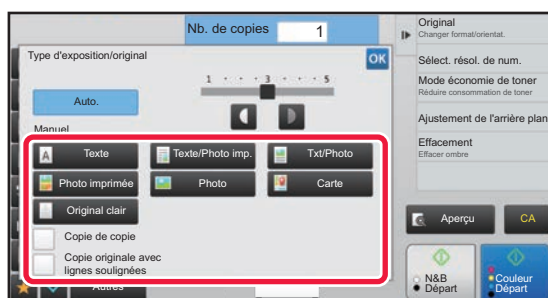 Nb. de copies 1
Type d'exposition/original
OK
1 3 5
Auto.
Manuel
A Texte
Texte/Photo imp.
Txt/Photo
Photo imprimée
Photo
Carte
Original clair
Copie de copie
Copie originale avec
lignes soulignées
Autres
Original
Changer format/orientat.
Sélect. résol. de num.
Mode économie de toner
Réduire consommation de toner
Ajustement de l'arrière plan
Effacement
Effacer ombre
Aperçu
CA
N&B
Départ
Couleur
Départ